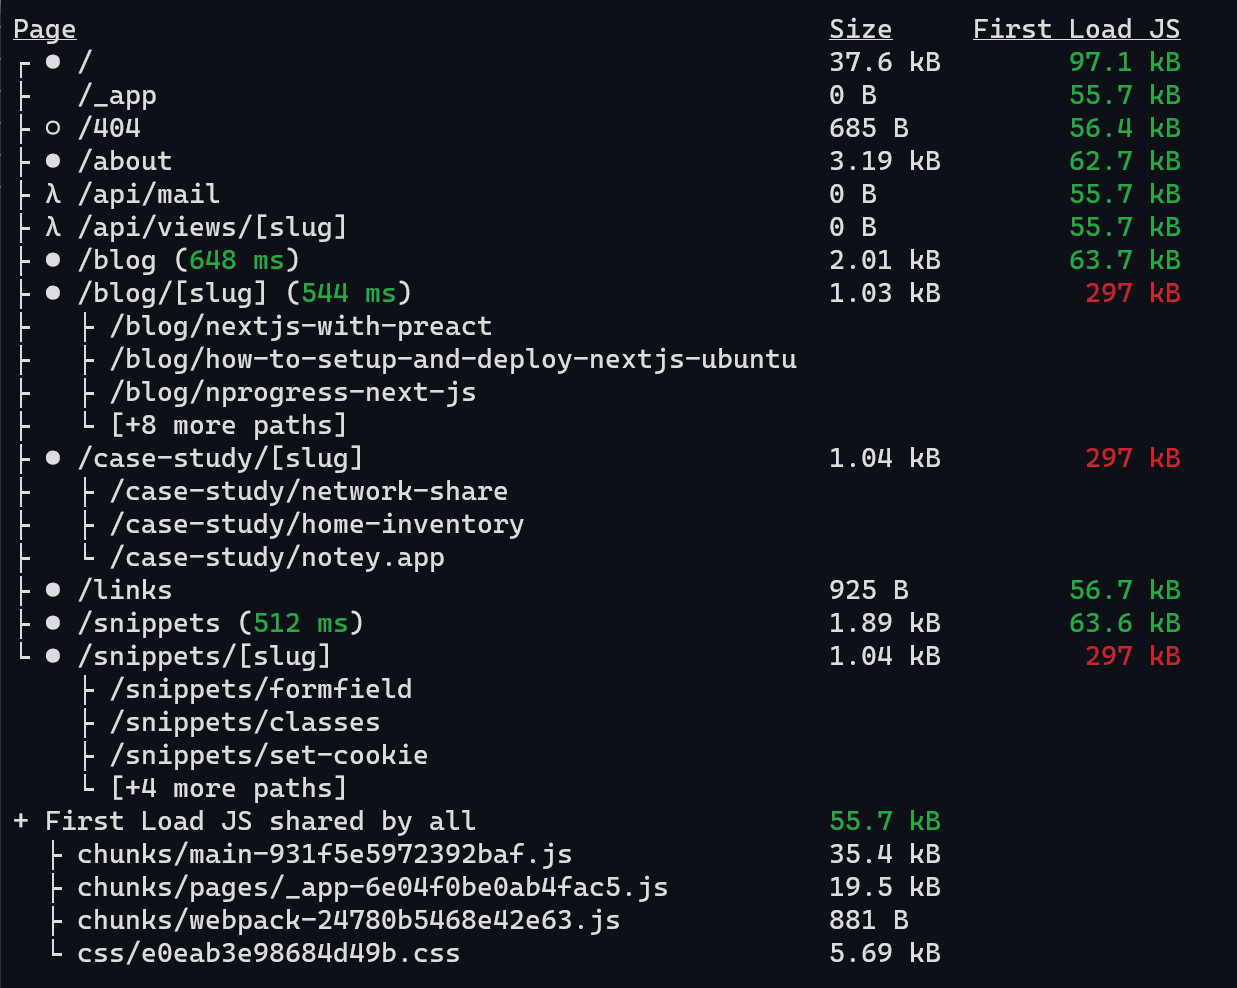 Page Size First Load JS
┌ ● / 37.6 kB 97.1 kB
├ /_app 0 B 55.7 kB
├ ○ /404 685 B 56.4 kB
├ ● /about 3.19 kB 62.7 kB
├ λ /api/mail 0 B 55.7 kB
├ λ /api/views/[slug] 0 B 55.7 kB
├ ● /blog (648 ms) 2.01 kB 63.7 kB
├ ● /blog/[slug] (544 ms) 1.03 kB 297 kB
├ ├ /blog/nextjs-with-preact
├ ├ /blog/how-to-setup-and-deploy-nextjs-ubuntu
├ ├ /blog/nprogress-next-js
├ └ [+8 more paths]
├ ● /case-study/[slug] 1.04 kB 297 kB
├ ├ /case-study/network-share
├ ├ /case-study/home-inventory
├ └ /case-study/notey.app
├ ● /links 925 B 56.7 kB
├ ● /snippets (512 ms) 1.89 kB 63.6 kB
└ ● /snippets/[slug] 1.04 kB 297 kB
├ /snippets/formfield
├ /snippets/classes
├ /snippets/set-cookie
└ [+4 more paths]
+ First Load JS shared by all 55.7 kB
├ chunks/main-931f5e5972392baf.js 35.4 kB
├ chunks/pages/_app-6e04f0be0ab4fac5.js 19.5 kB
├ chunks/webpack-24780b5468e42e63.js 881 B
└ css/e0eab3e98684d49b.css 5.69 kB